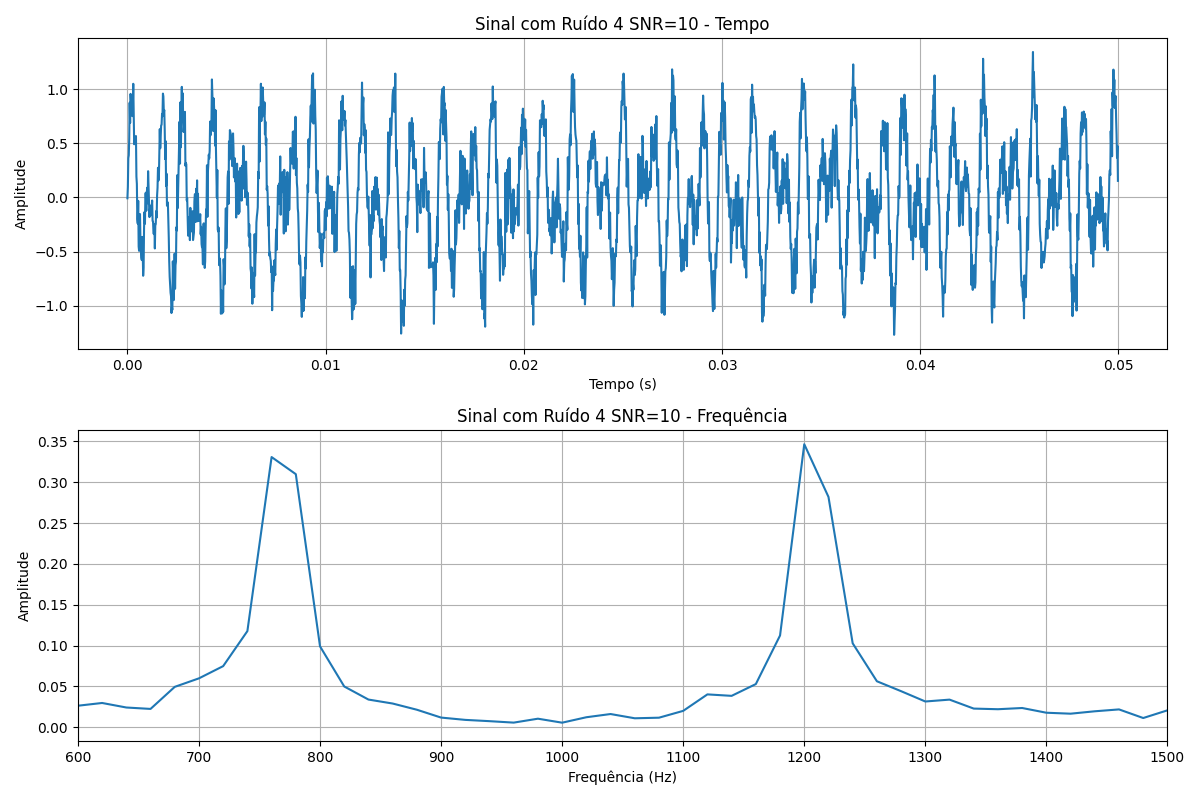 Sinal com Ruído 4 SNR=10 - Tempo
Amplitude
1.0
0.5
0.0
−0.5
−1.0
0.00 0.01 0.02 0.03 0.04 0.05
Tempo (s)
Sinal com Ruído 4 SNR=10 - Frequência
Amplitude
0.35
0.30
0.25
0.20
0.15
0.10
0.05
0.00
600 700 800 900 1000 1100 1200 1300 1400 1500
Frequência (Hz)